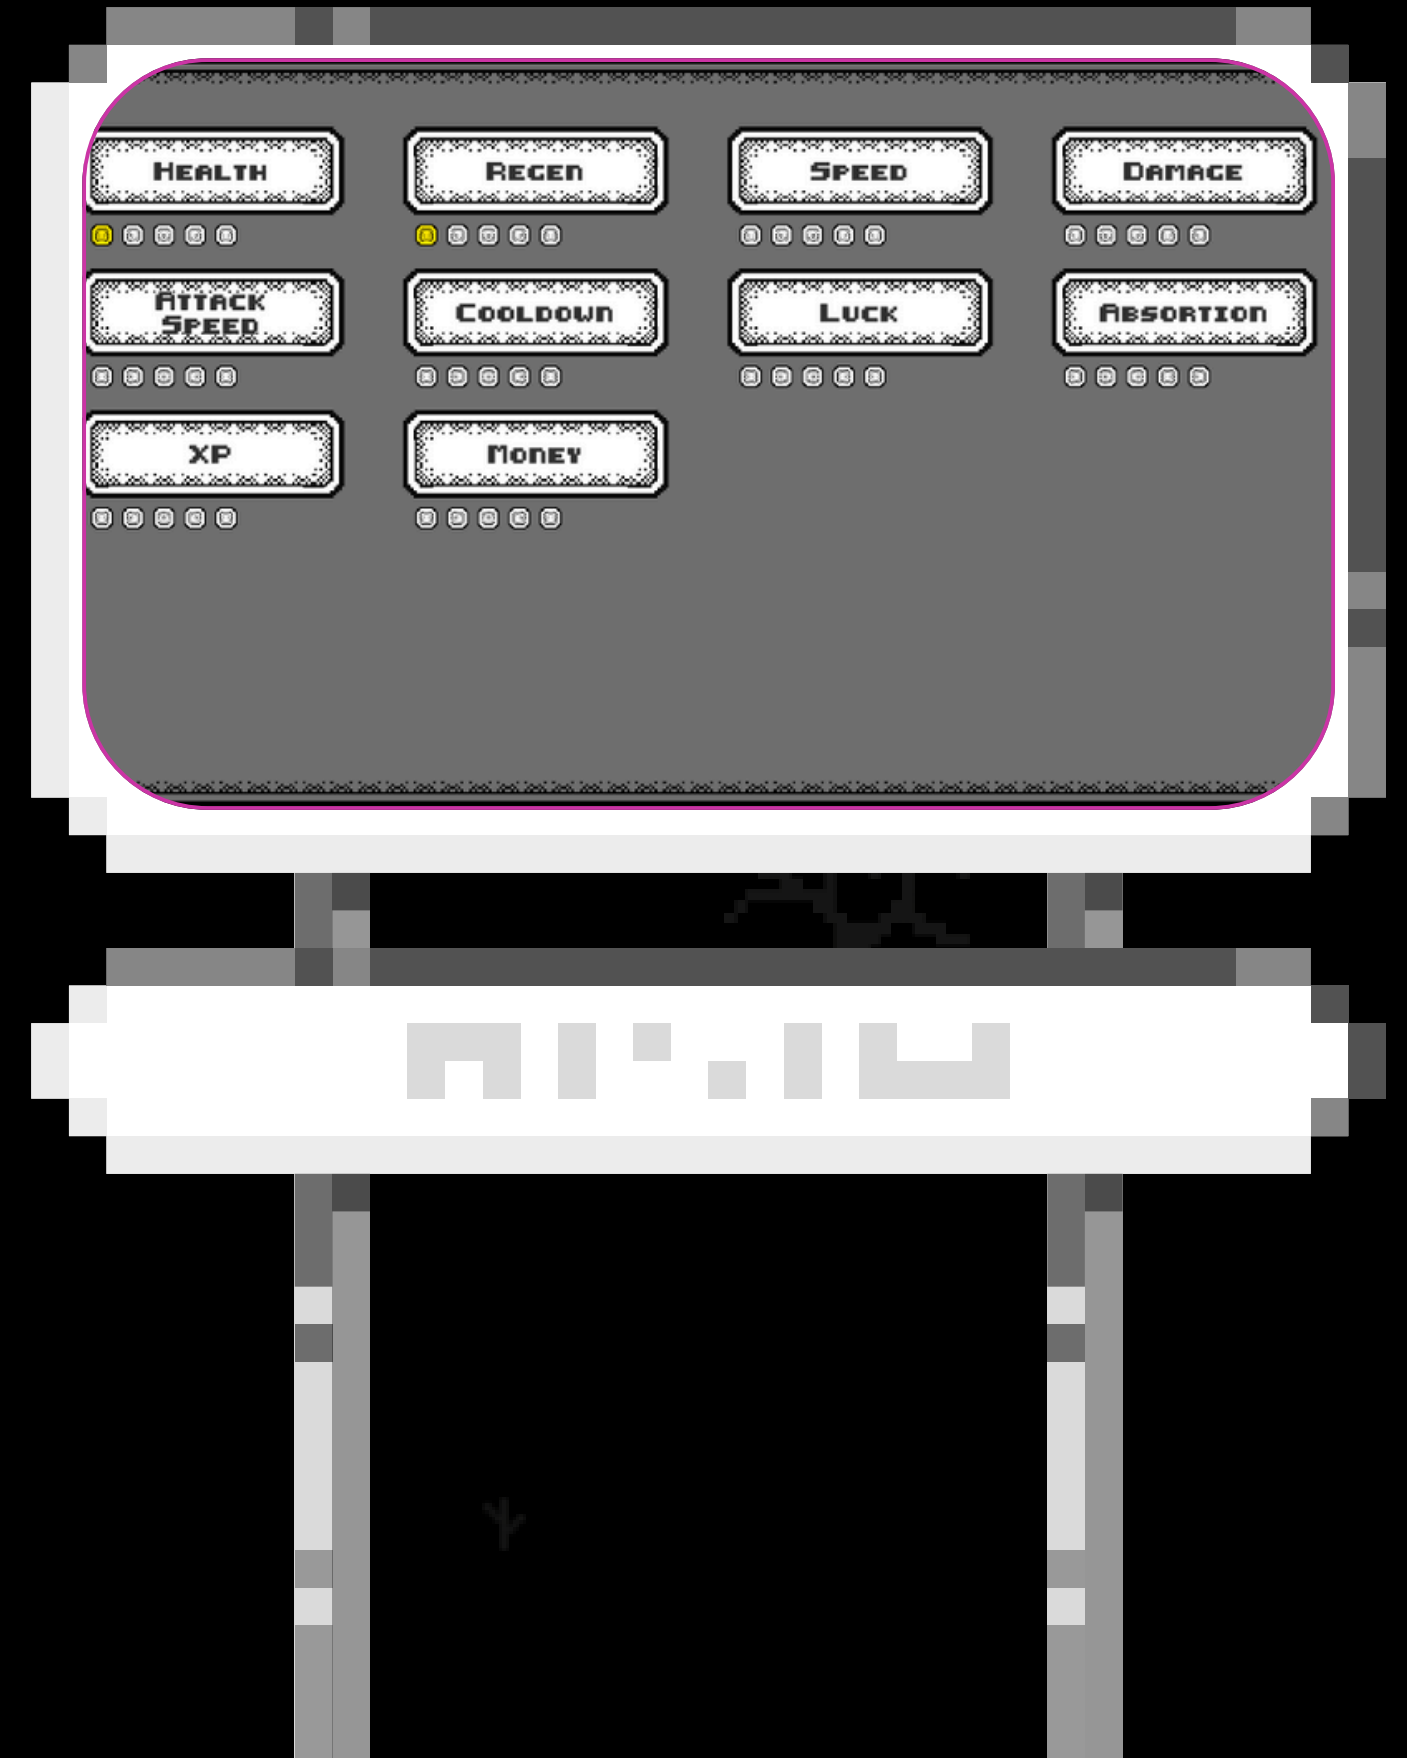 Health
Regen
Speed
Damage
Attack
Speed
Cooldown
Luck
Absortion
XP
Money